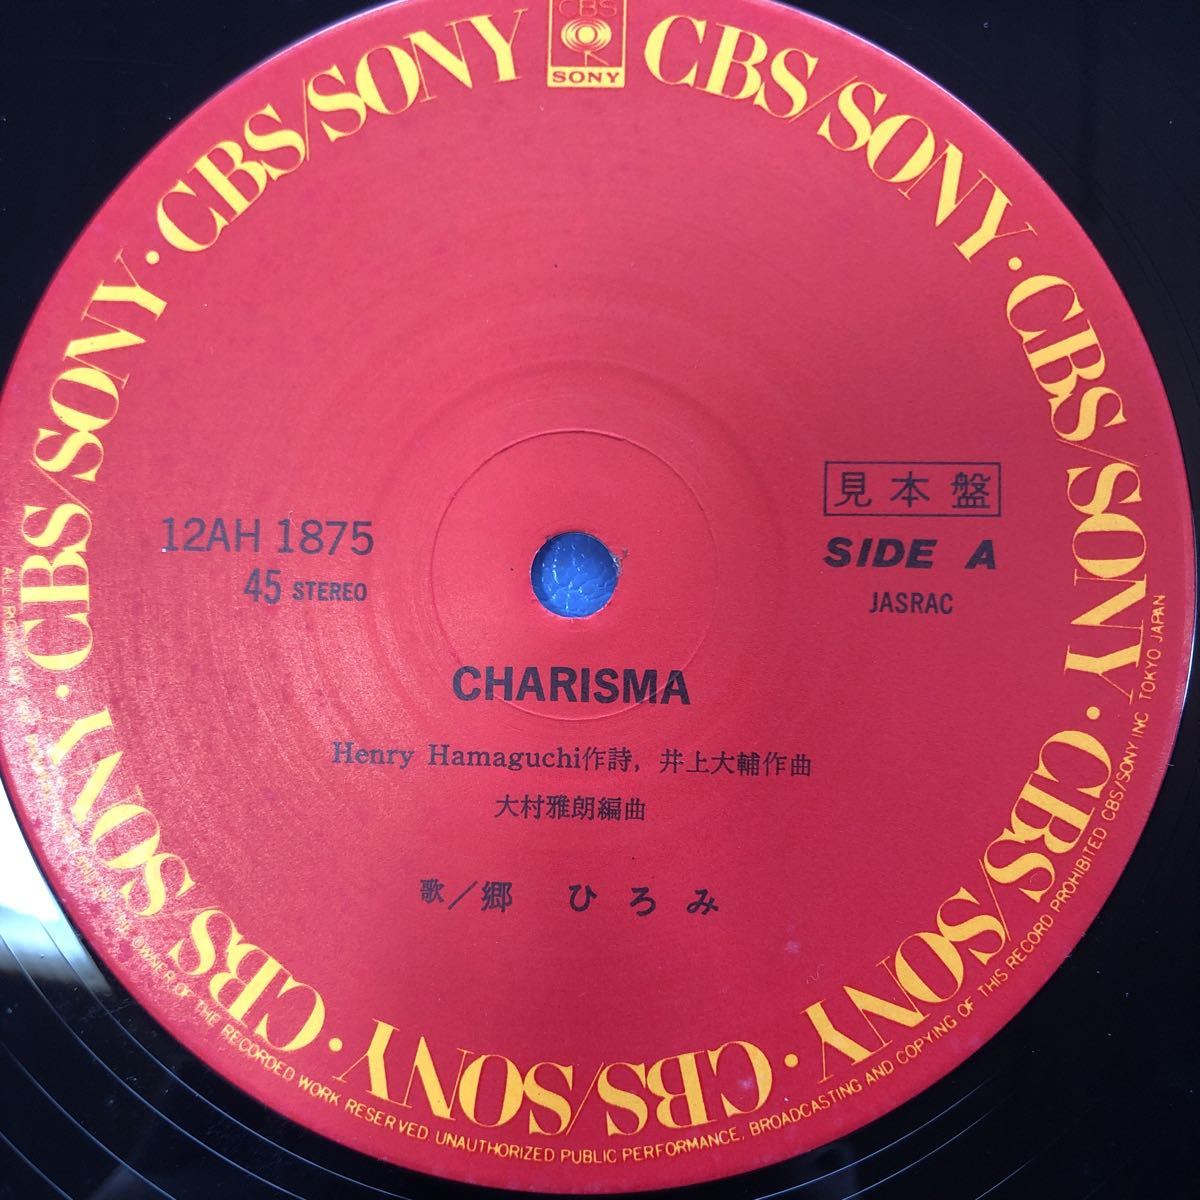 CBS
SONY
CBS/SONY · CBS/SONY · CBS/SONY · CBS/SONY · CBS/SONY · CBS/SONY · CBS/SONY · CBS/SONY · CBS/SONY
見本盤
12AH 1875
SIDE A
45 STEREO
JASRAC
CHARISMA
Henry Hamaguchi作詩, 井上大輔作曲
大村雅朗編曲
歌/郷 ひろみ
OWNER OF THE RECORDED WORK RESERVED. UNAUTHORIZED PUBLIC PERFORMANCE, BROADCASTING AND COPYING OF THIS RECORD PROHIBITED CBS/SONY INC TOKYO JAPAN